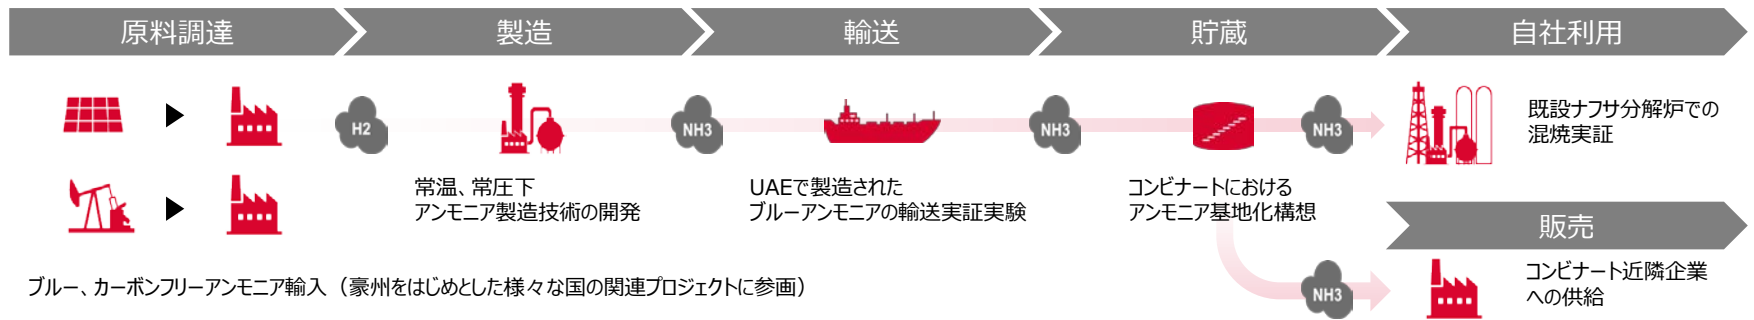 原料調達
製造
輸送
貯蔵
自社利用
H2
NH3
NH3
NH3
既設ナフサ分解炉での
混焼実証
常温、常圧下
アンモニア製造技術の開発
UAEで製造された
ブルーアンモニアの輸送実証実験
コンビナートにおける
アンモニア基地化構想
販売
NH3
コンビナート近隣企業
への供給
ブルー、カーボンフリーアンモニア輸入（豪州をはじめとした様々な国の関連プロジェクトに参画）